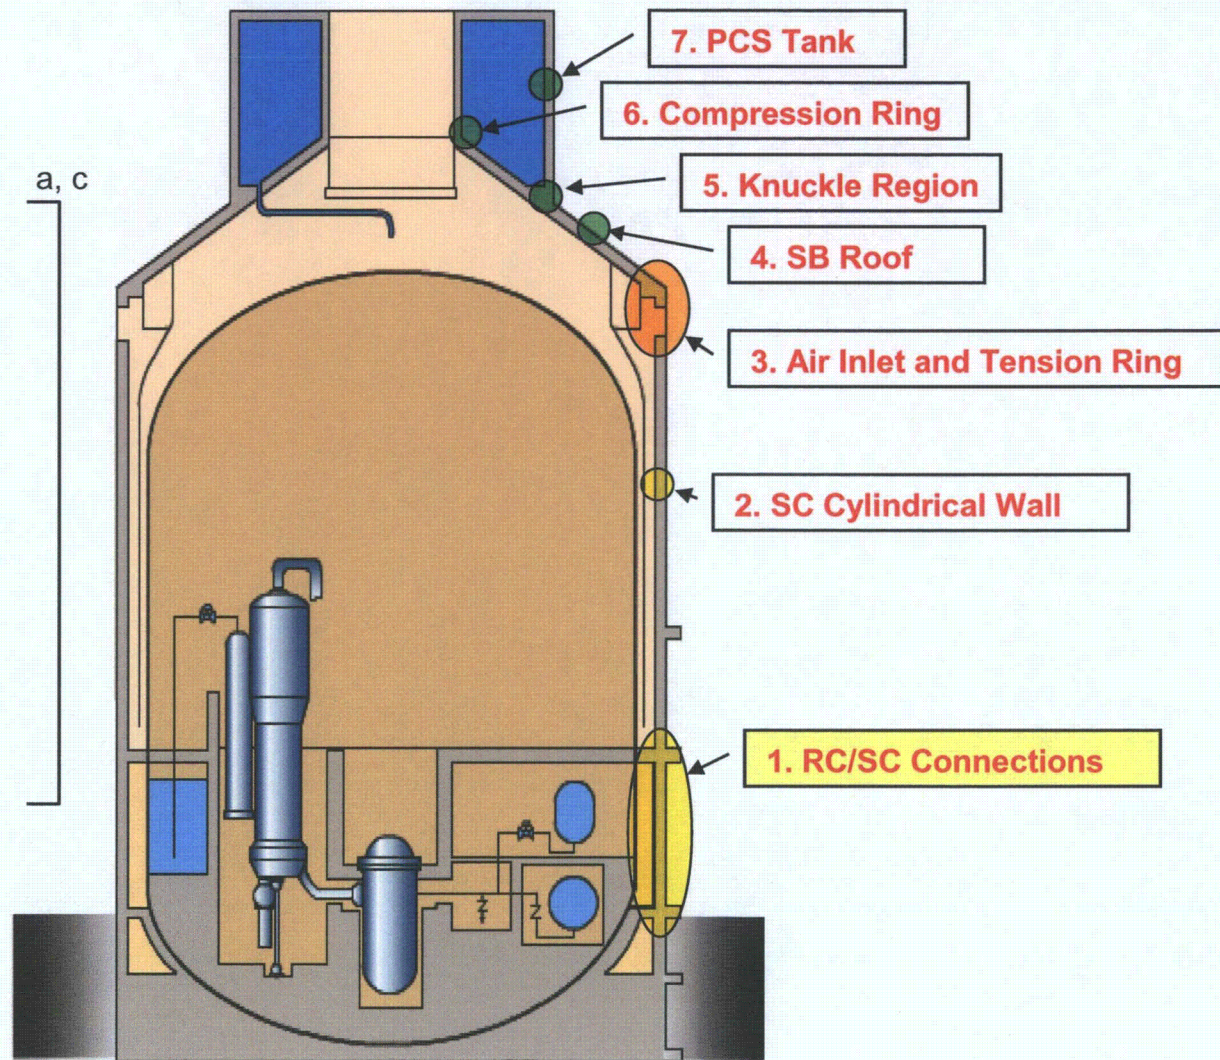 7. PCS Tank
6. Compression Ring
a, c
5. Knuckle Region
4. SB Roof
3. Air Inlet and Tension Ring
2. SC Cylindrical Wall
1. RC/SC Connections